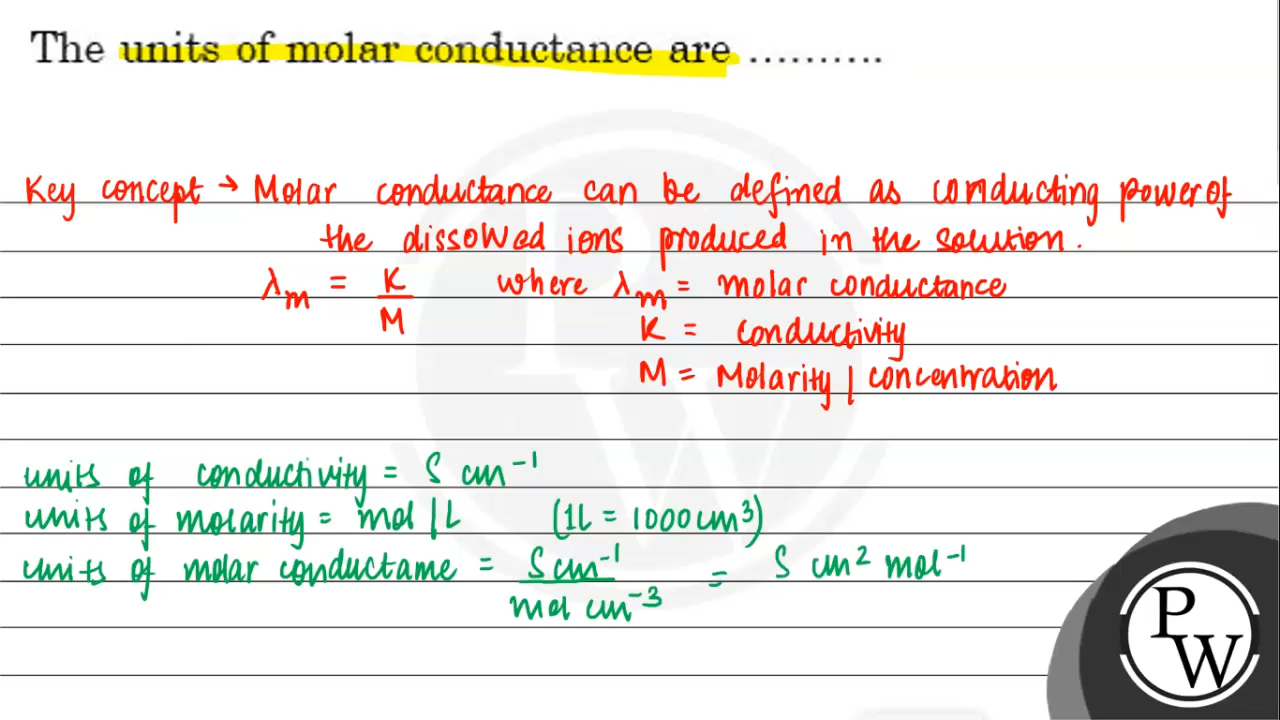 The units of molar conductance are ..........
Key concept → Molar conductance can be defined as conducting power of
the dissolved ions produced in the solution.
λm = K/M where λm = molar conductance
K = conductivity
M = Molarity | concentration
units of conductivity = S cm⁻¹
units of molarity = mol | L (1L = 1000 cm³)
units of molar conductame = S cm⁻¹ / mol cm⁻³ = S cm² mol⁻¹
P
W